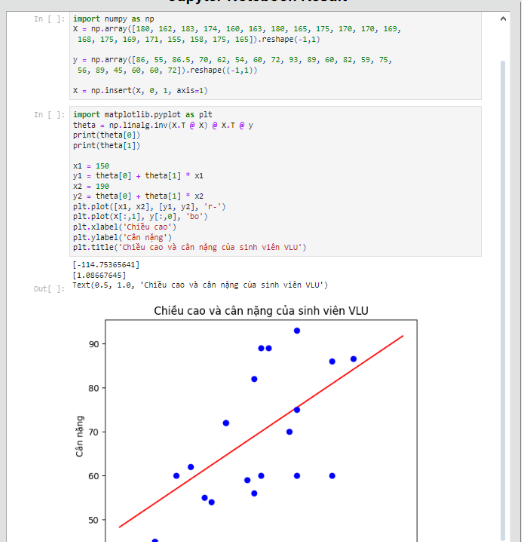 In [ ]: import numpy as np
X = np.array([180, 162, 183, 174, 160, 163, 180, 165, 175, 170, 170, 169,
168, 175, 169, 171, 155, 158, 175, 165]).reshape(-1,1)
y = np.array([86, 55, 86.5, 70, 62, 54, 60, 72, 93, 89, 60, 82, 59, 75,
56, 89, 45, 60, 60, 72]).reshape((-1,1))
X = np.insert(X, 0, 1, axis=1)
In [ ]: import matplotlib.pyplot as plt
theta = np.linalg.inv(X.T @ X) @ X.T @ y
print(theta[0])
print(theta[1])
x1 = 150
y1 = theta[0] + theta[1] * x1
x2 = 190
y2 = theta[0] + theta[1] * x2
plt.plot([x1, x2], [y1, y2], 'r-')
plt.plot(X[:,1], y[:,0], 'bo')
plt.xlabel('Chiều cao')
plt.ylabel('Cân nặng')
plt.title('Chiều cao và cân nặng của sinh viên VLU')
[-114.75365641]
[1.08667645]
Out[ ]: Text(0.5, 1.0, 'Chiều cao và cân nặng của sinh viên VLU')
Chiều cao và cân nặng của sinh viên VLU
90
80
Cân nặng
70
60
50